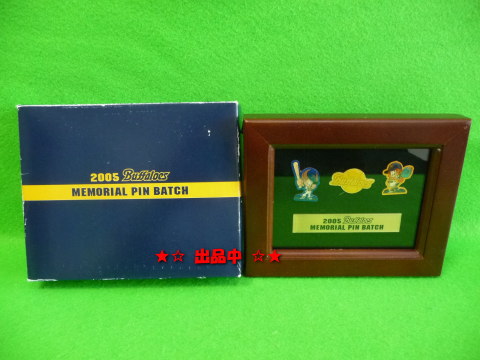 2005 Buffaloes
MEMORIAL PIN BATCH
2005 Buffaloes
MEMORIAL PIN BATCH
★☆ 出品中 ☆★